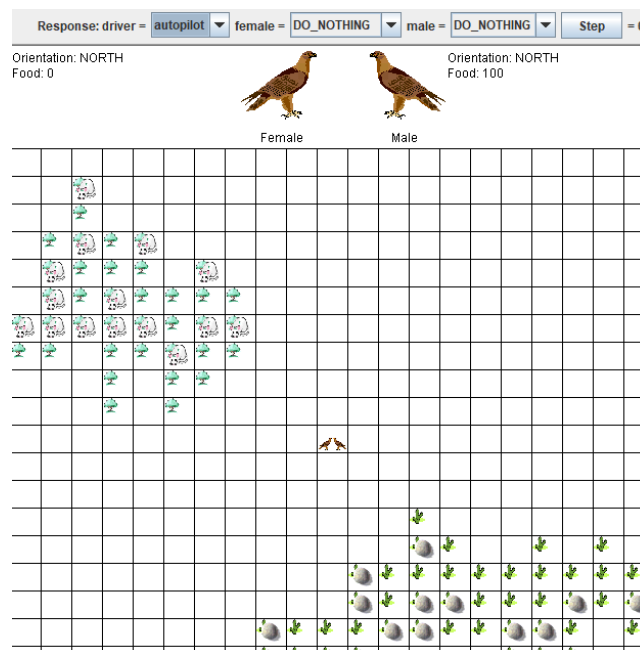 Response: driver = autopilot female = DO_NOTHING male = DO_NOTHING Step =
Orientation: NORTH
Food: 0
Orientation: NORTH
Food: 100
Female
Male